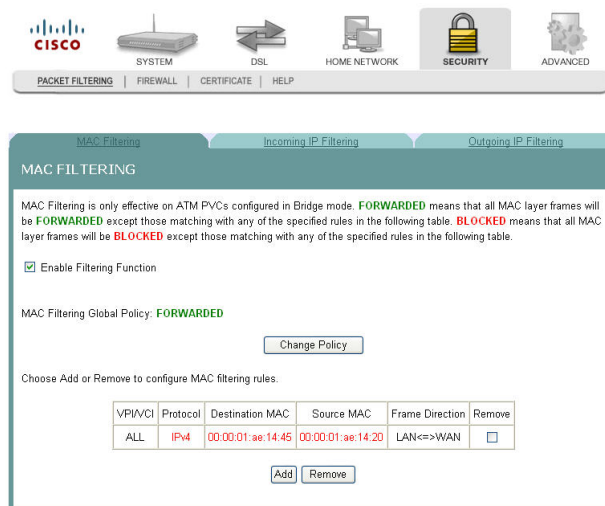 CISCO
SYSTEM
DSL
HOME NETWORK
SECURITY
ADVANCED
PACKET FILTERING | FIREWALL | CERTIFICATE | HELP
MAC Filtering
Incoming IP Filtering
Outgoing IP Filtering
MAC FILTERING
MAC Filtering is only effective on ATM PVCs configured in Bridge mode. FORWARDED means that all MAC layer frames will
be FORWARDED except those matching with any of the specified rules in the following table. BLOCKED means that all MAC
layer frames will be BLOCKED except those matching with any of the specified rules in the following table.
Enable Filtering Function
MAC Filtering Global Policy: FORWARDED
Change Policy
Choose Add or Remove to configure MAC filtering rules.
VPI/VCI Protocol Destination MAC Source MAC Frame Direction Remove
ALL IPv4 00:00:01:ae:14:45 00:00:01:ae:14:20 LAN<=>WAN
Add Remove